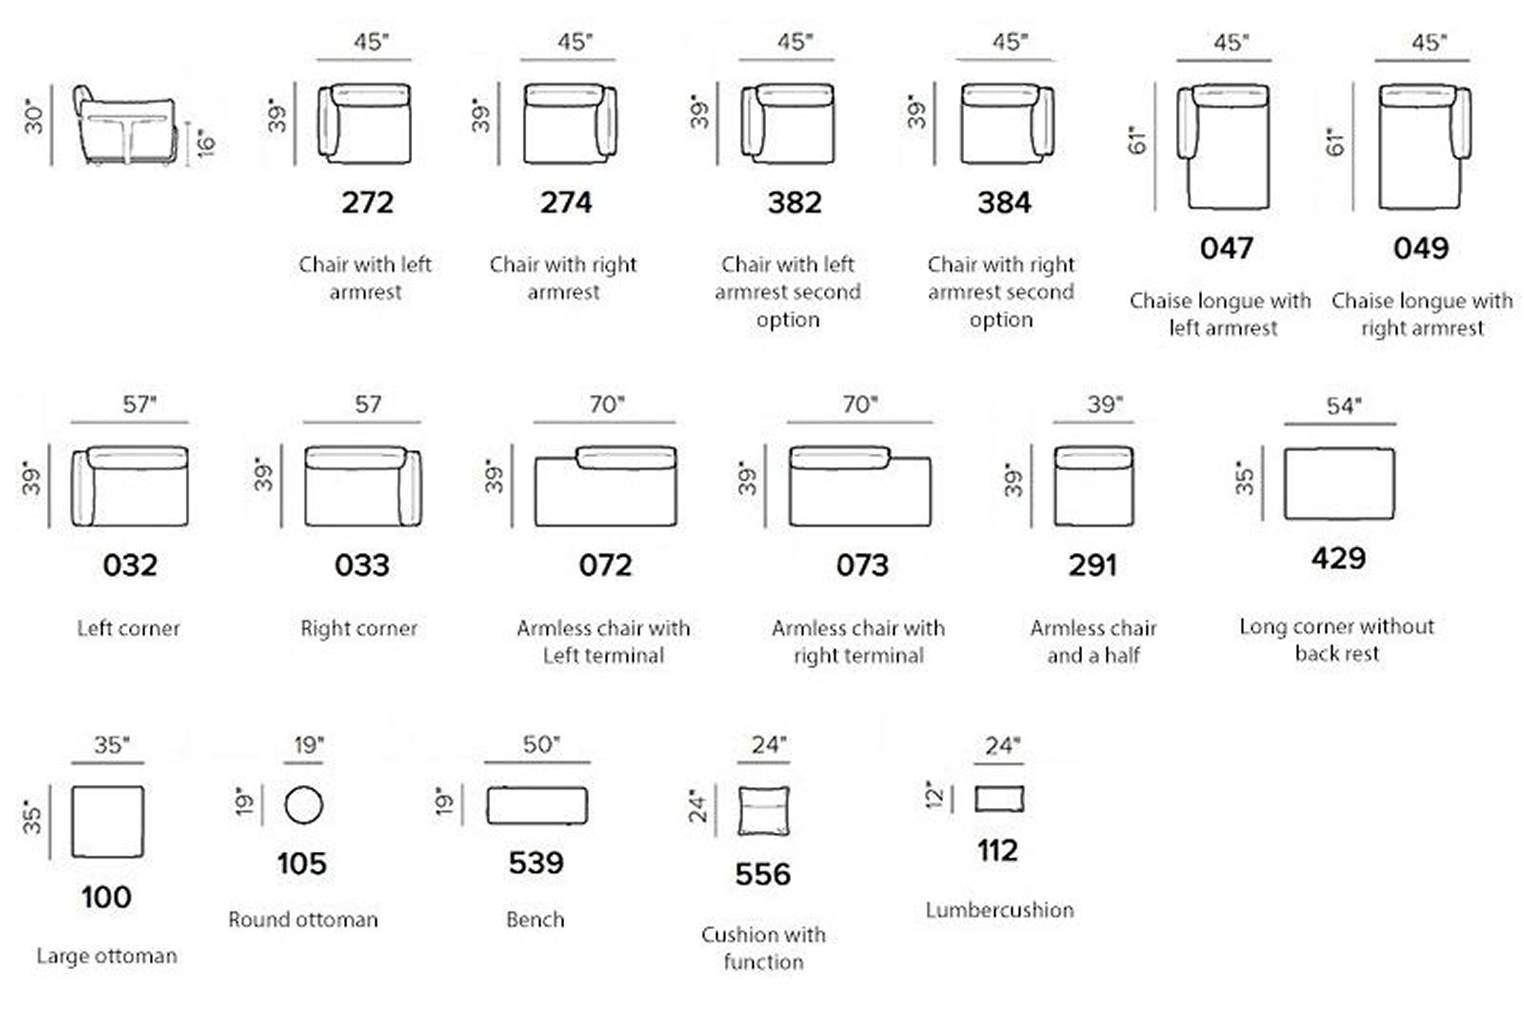 45" 45" 45" 45" 45" 45"
30" 16" 39" 39" 39" 39" 61" 61"
272 274 382 384 047 049
Chair with left
armrest
Chair with right
armrest
Chair with left
armrest second
option
Chair with right
armrest second
option
Chaise longue with
left armrest
Chaise longue with
right armrest
57" 57 70" 70" 39" 54"
39" 39" 39" 39" 39" 35"
032 033 072 073 291 429
Left corner
Right corner
Armless chair with
Left terminal
Armless chair with
right terminal
Armless chair
and a half
Long corner without
back rest
35" 19" 50" 24" 24"
35" 19" 19" 24" 12"
100 105 539 556 112
Large ottoman
Round ottoman
Bench
Cushion with
function
Lumbercushion